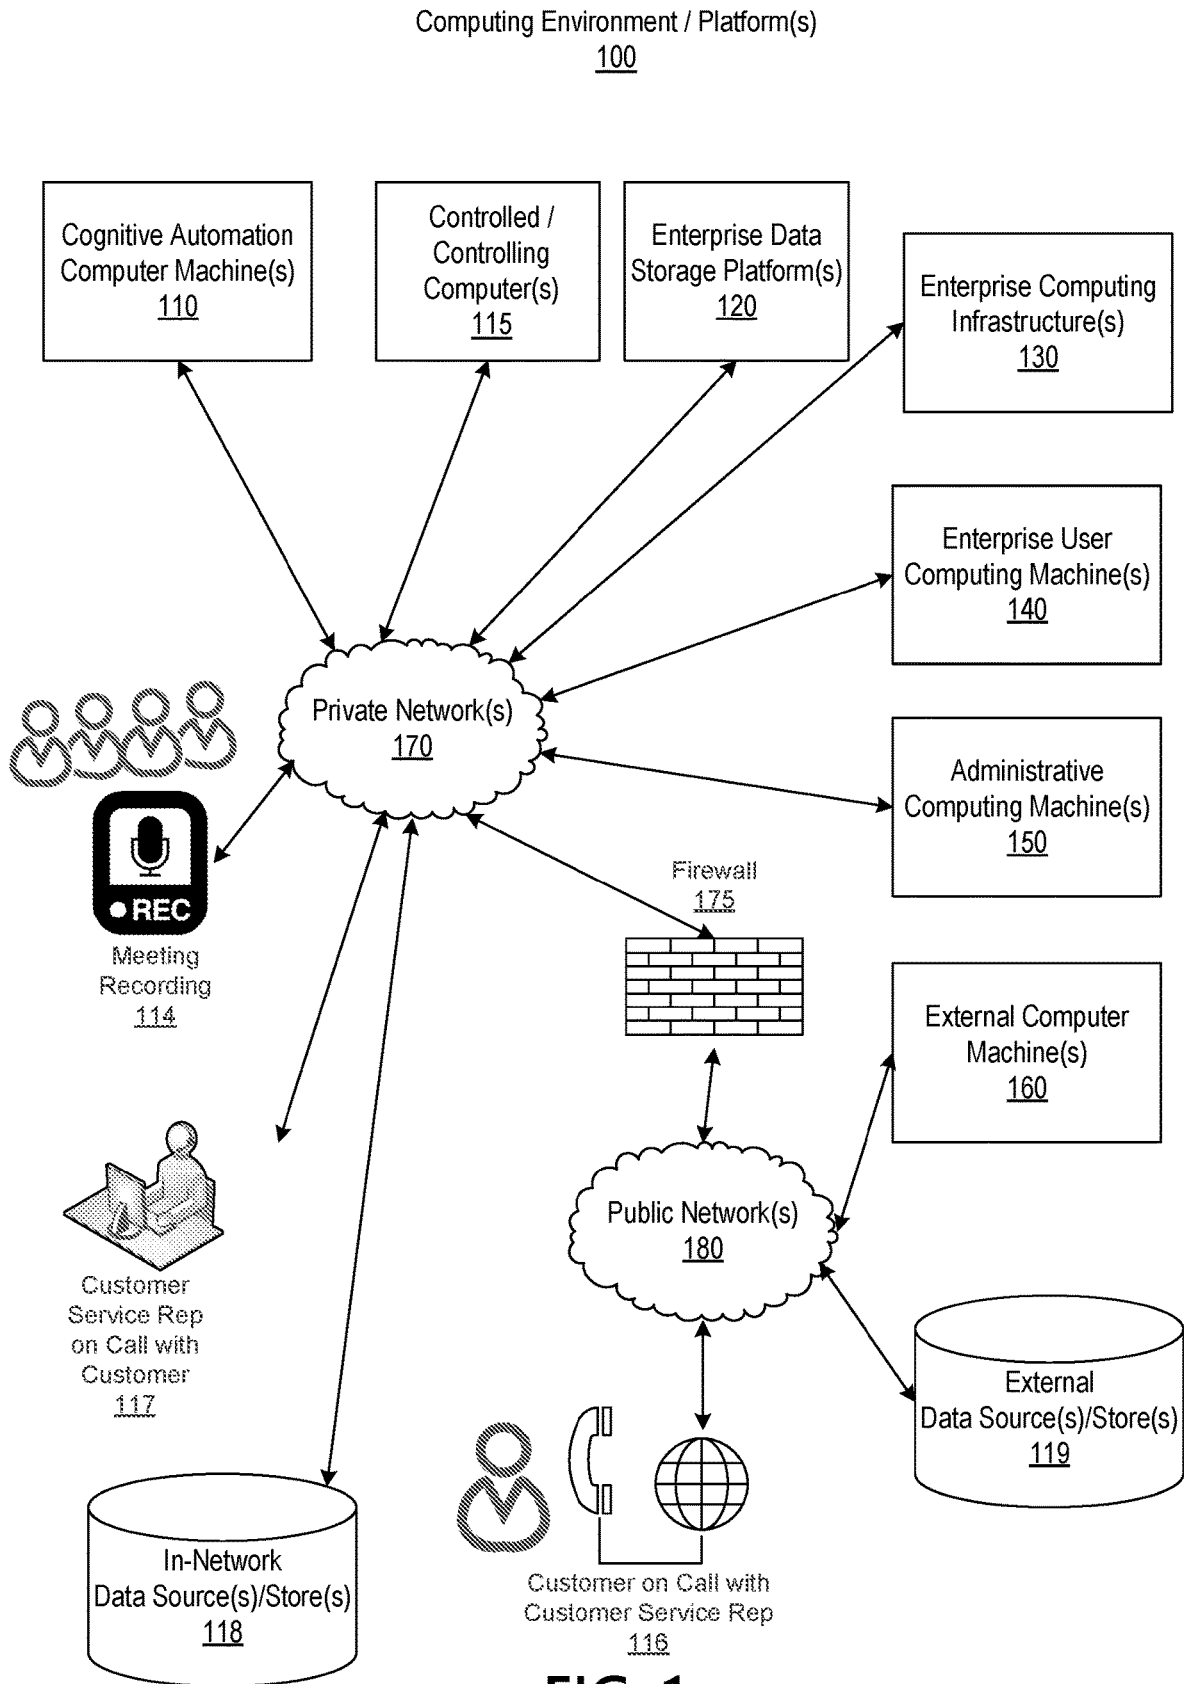 Computing Environment / Platform(s)
100
Cognitive Automation
Computer Machine(s)
110
Controlled /
Controlling
Computer(s)
115
Enterprise Data
Storage Platform(s)
120
Enterprise Computing
Infrastructure(s)
130
Enterprise User
Computing Machine(s)
140
Private Network(s)
170
Administrative
Computing Machine(s)
150
REC
Meeting
Recording
114
Firewall
175
External Computer
Machine(s)
160
Public Network(s)
180
Customer
Service Rep
on Call with
Customer
117
External
Data Source(s)/Store(s)
119
In-Network
Data Source(s)/Store(s)
118
Customer on Call with
Customer Service Rep
116
FIG. 1